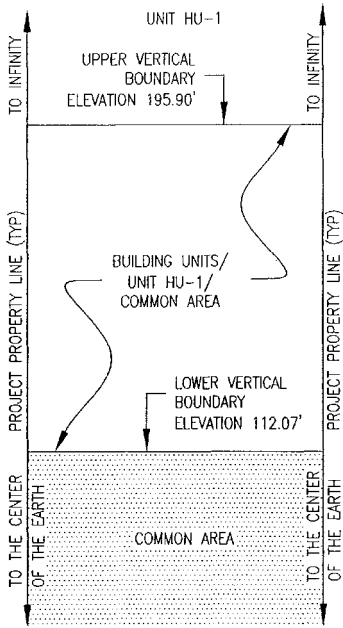 UNIT HU-1
TO INFINITY
TO INFINITY
UPPER VERTICAL
BOUNDARY
ELEVATION 195.90'
PROJECT PROPERTY LINE (TYP)
PROJECT PROPERTY LINE (TYP)
BUILDING UNITS/
UNIT HU-1/
COMMON AREA
LOWER VERTICAL
BOUNDARY
ELEVATION 112.07'
TO THE CENTER
OF THE EARTH
COMMON AREA
TO THE CENTER
OF THE EARTH